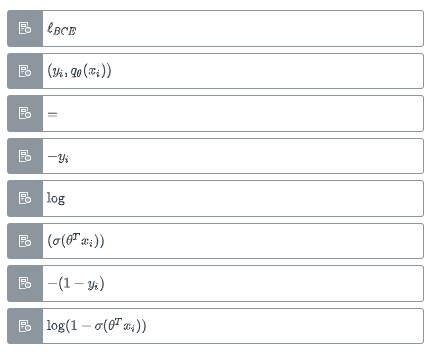 ℓ_{BCE}
(y_i, q_θ(x_i))
=
−y_i
log
(σ(θ^T x_i))
−(1 − y_i)
log(1 − σ(θ^T x_i))